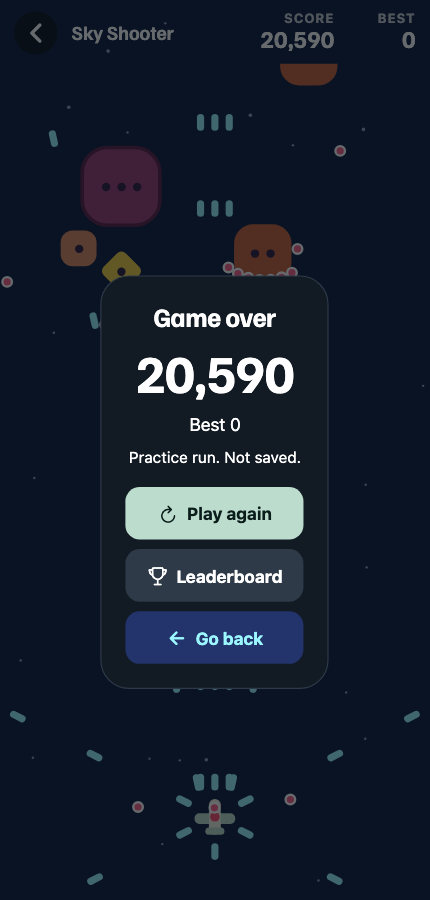 Sky Shooter
SCORE
20,590
BEST
0
Game over
20,590
Best 0
Practice run. Not saved.
Play again
Leaderboard
Go back